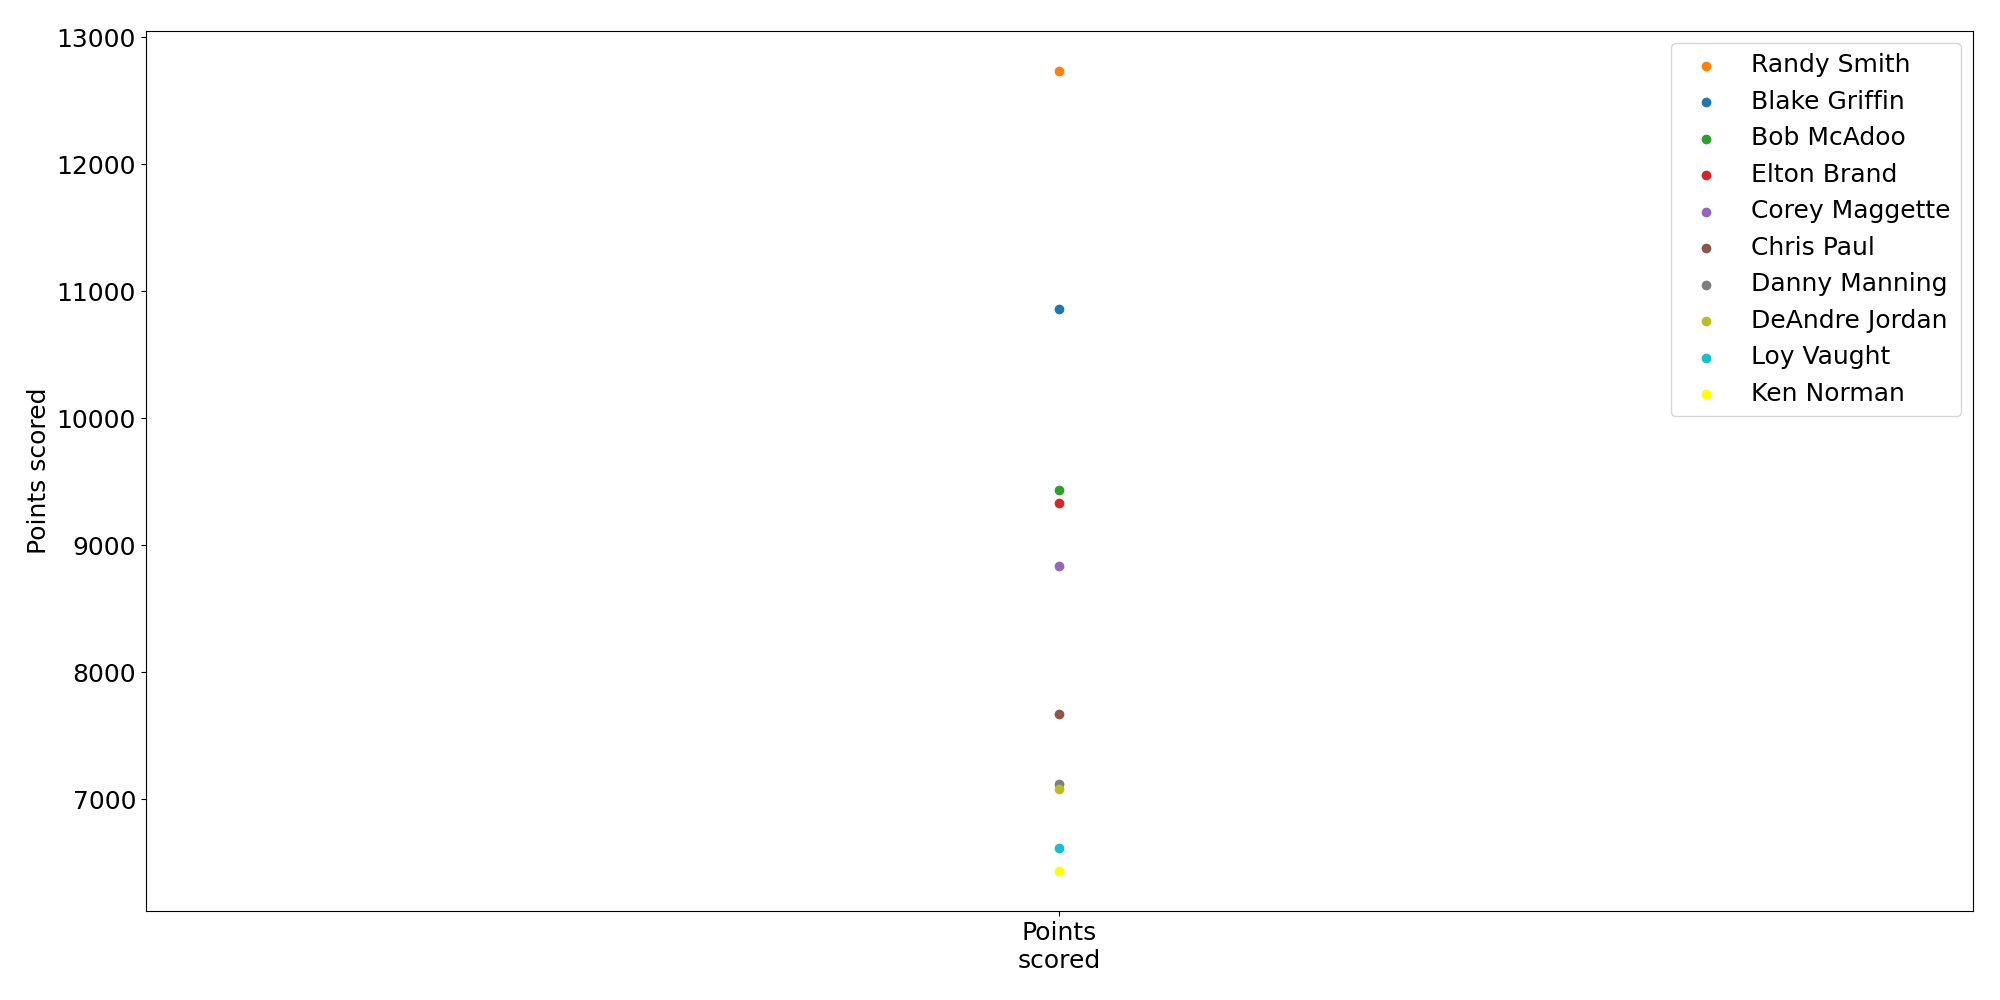 13000
12000
11000
10000
9000
8000
7000
Points scored
Points
scored
Randy Smith
Blake Griffin
Bob McAdoo
Elton Brand
Corey Maggette
Chris Paul
Danny Manning
DeAndre Jordan
Loy Vaught
Ken Norman